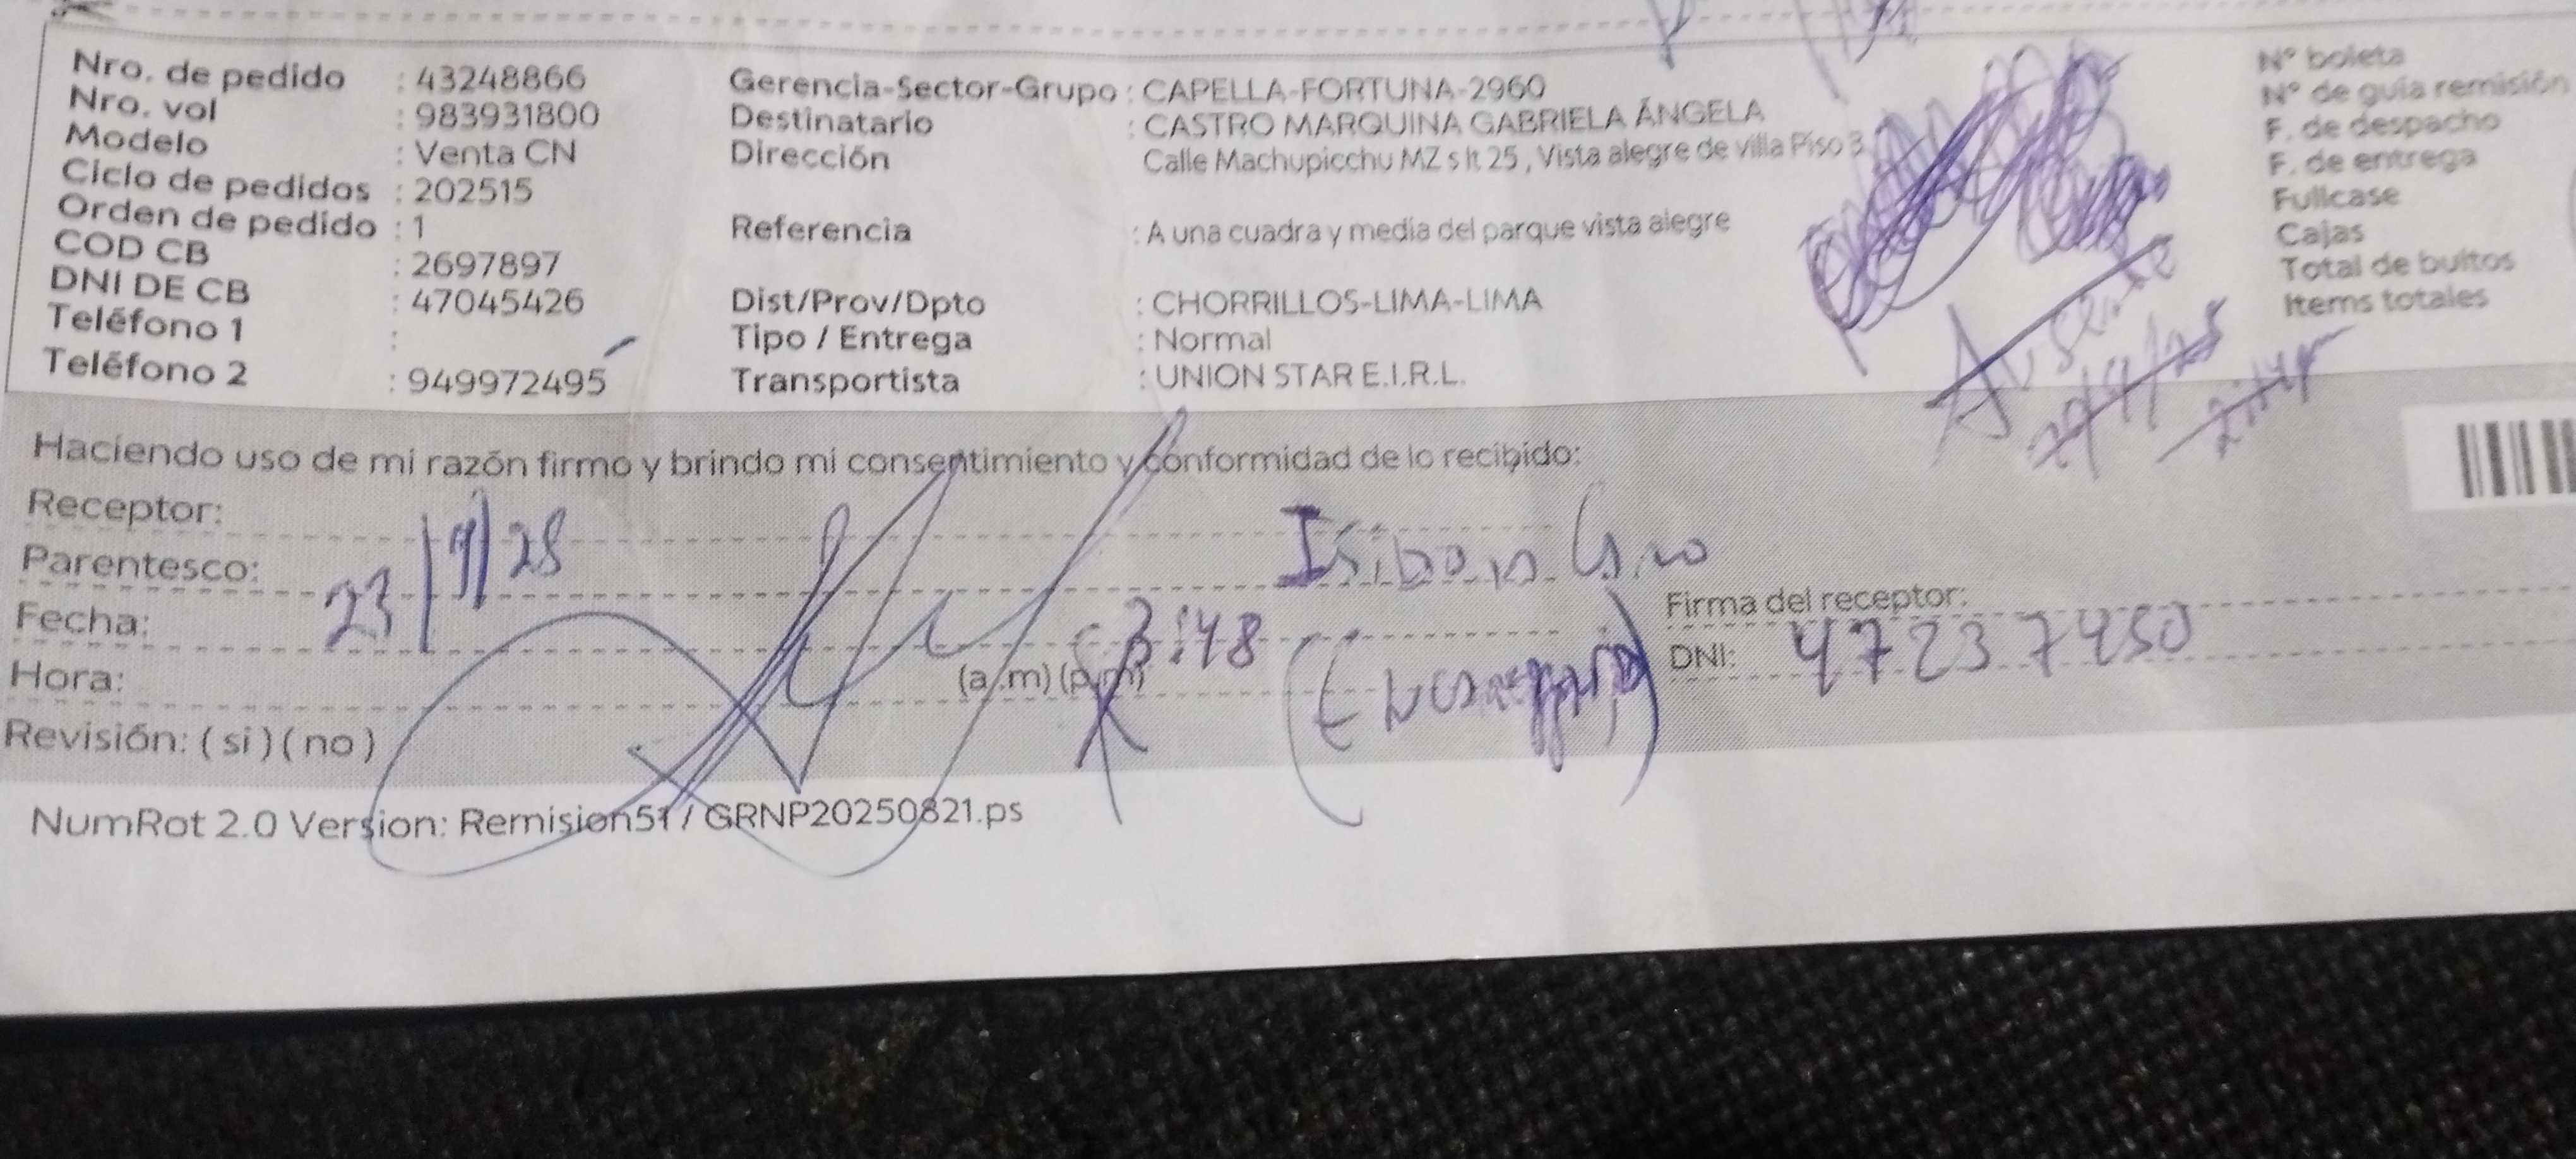 Nro. de pedido : 43248866
Nro. vol : 983931800
Modelo : Venta CN
Ciclo de pedidos : 202515
Orden de pedido : 1
COD CB : 2697897
DNI DE CB : 47045426
Teléfono 1 :
Teléfono 2 : 949972495
Gerencia-Sector-Grupo : CAPELLA-FORTUNA-2960
Destinatario : CASTRO MARQUINA GABRIELA ÁNGELA
Dirección Calle Machupicchu MZ s lt 25 , Vista alegre de villa Piso 3
Referencia : A una cuadra y media del parque vista alegre
Dist/Prov/Dpto : CHORRILLOS-LIMA-LIMA
Tipo / Entrega : Normal
Transportista : UNION STAR E.I.R.L.
N° boleta
N° de guía remisión
F. de despacho
F. de entrega
Fullcase
Cajas
Total de bultos
Items totales
Ausente
Haciendo uso de mi razón firmo y brindo mi consentimiento y conformidad de lo recibido:
Receptor:
Parentesco:
Fecha: 23/9/25
Hora: (a.m) (p.m) 3:48
Revisión: ( si ) ( no )
Firma del receptor:
DNI: 47237450
NumRot 2.0 Version: Remision51 / GRNP20250821.ps